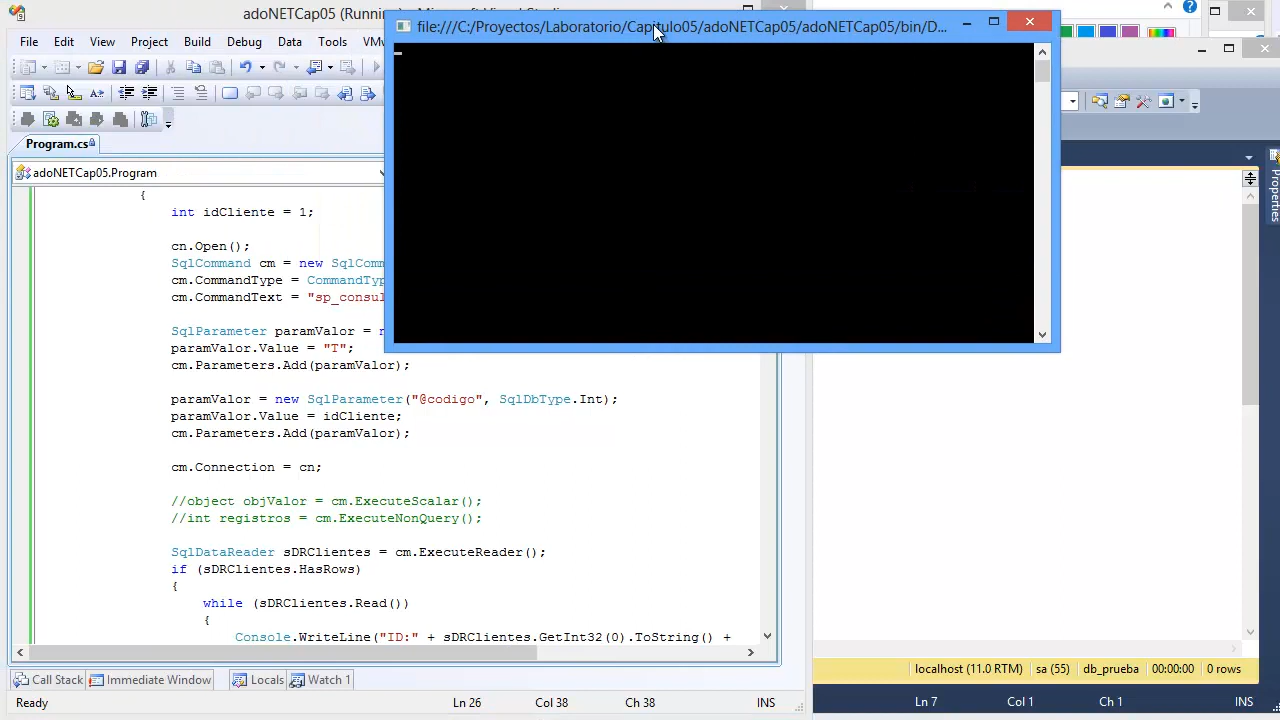 adoNETCap05 (Running)
file:///C:/Proyectos/Laboratorio/Capitulo05/adoNETCap05/adoNETCap05/bin/D...
File Edit View Project Build Debug Team Data Tools
Program.cs
adoNETCap05.Program
{
int idCliente = 1;
cn.Open();
SqlCommand cm = new SqlComm
cm.CommandType = CommandTyp
cm.CommandText = "sp_consul
SqlParameter paramValor = n
paramValor.Value = "T";
cm.Parameters.Add(paramValor);
paramValor = new SqlParameter("@codigo", SqlDbType.Int);
paramValor.Value = idCliente;
cm.Parameters.Add(paramValor);
cm.Connection = cn;
//object objValor = cm.ExecuteScalar();
//int registros = cm.ExecuteNonQuery();
SqlDataReader sDRClientes = cm.ExecuteReader();
if (sDRClientes.HasRows)
{
while (sDRClientes.Read())
{
Console.WriteLine("ID:" + sDRClientes.GetInt32(0).ToString() +
Properties
Call Stack Immediate Window Locals Watch 1
localhost (11.0 RTM) sa (55) db_prueba 00:00:00 0 rows
Ready Ln 26 Col 38 Ch 38 INS
Ln 7 Col 1 Ch 1 INS